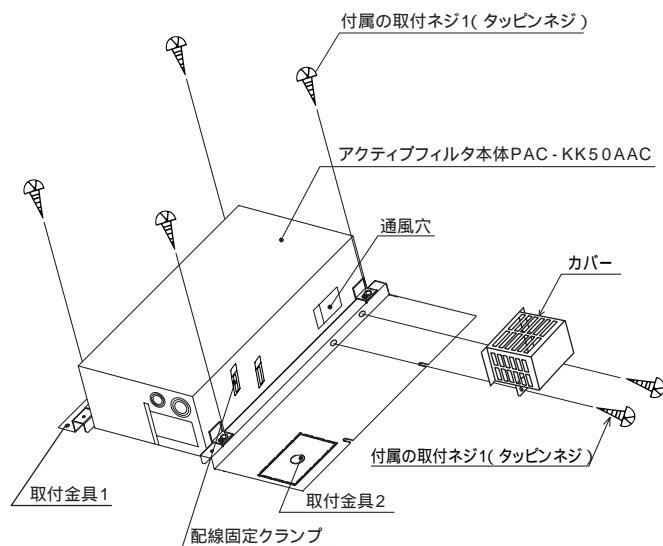 付属の取付ネジ1(タッピンネジ)
アクティブフィルタ本体PAC-KK50AAC
通風穴
カバー
付属の取付ネジ1(タッピンネジ)
取付金具1
取付金具2
配線固定クランプ